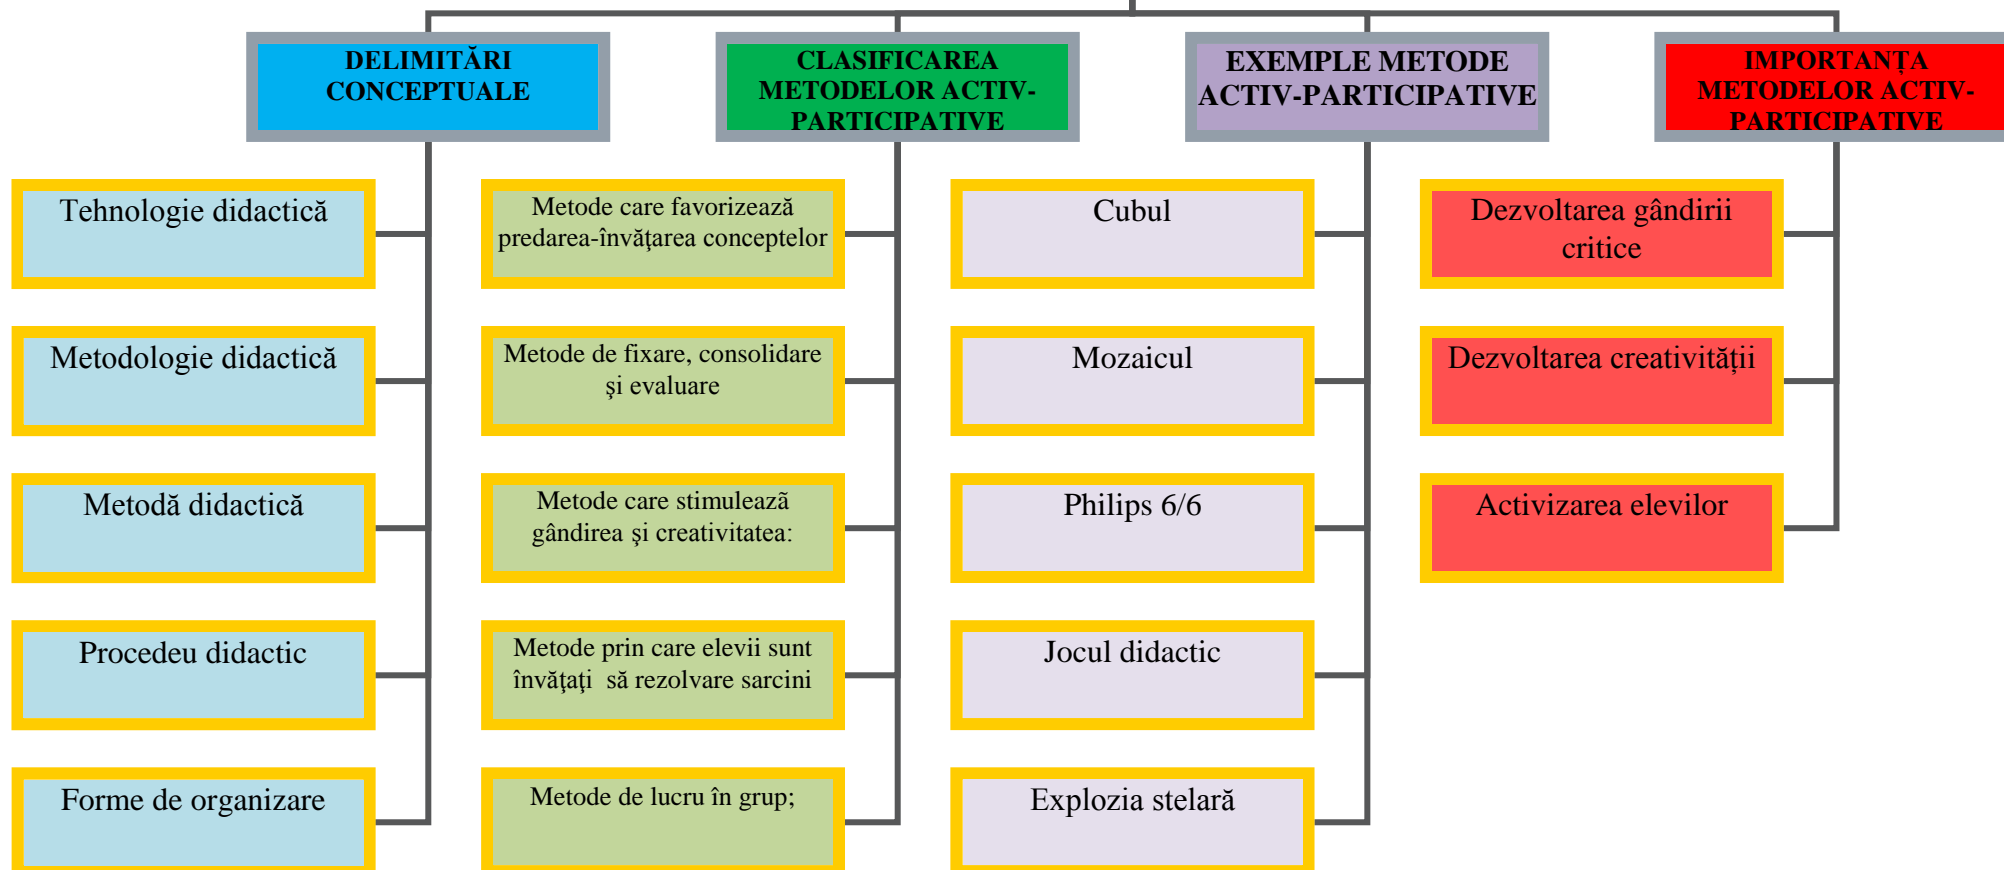 DELIMITĂRI
CONCEPTUALE
Tehnologie didactică
Metodologie didactică
Metodă didactică
Procedeu didactic
Forme de organizare
CLASIFICAREA
METODELOR ACTIV-
PARTICIPATIVE
Metode care favorizează
predarea-învăţarea conceptelor
Metode de fixare, consolidare
şi evaluare
Metode care stimuleazã
gândirea şi creativitatea:
Metode prin care elevii sunt
învăţaţi să rezolvare sarcini
Metode de lucru în grup;
EXEMPLE METODE
ACTIV-PARTICIPATIVE
Cubul
Mozaicul
Philips 6/6
Jocul didactic
Explozia stelară
IMPORTANȚA
METODELOR ACTIV-
PARTICIPATIVE
Dezvoltarea gândirii
critice
Dezvoltarea creativității
Activizarea elevilor